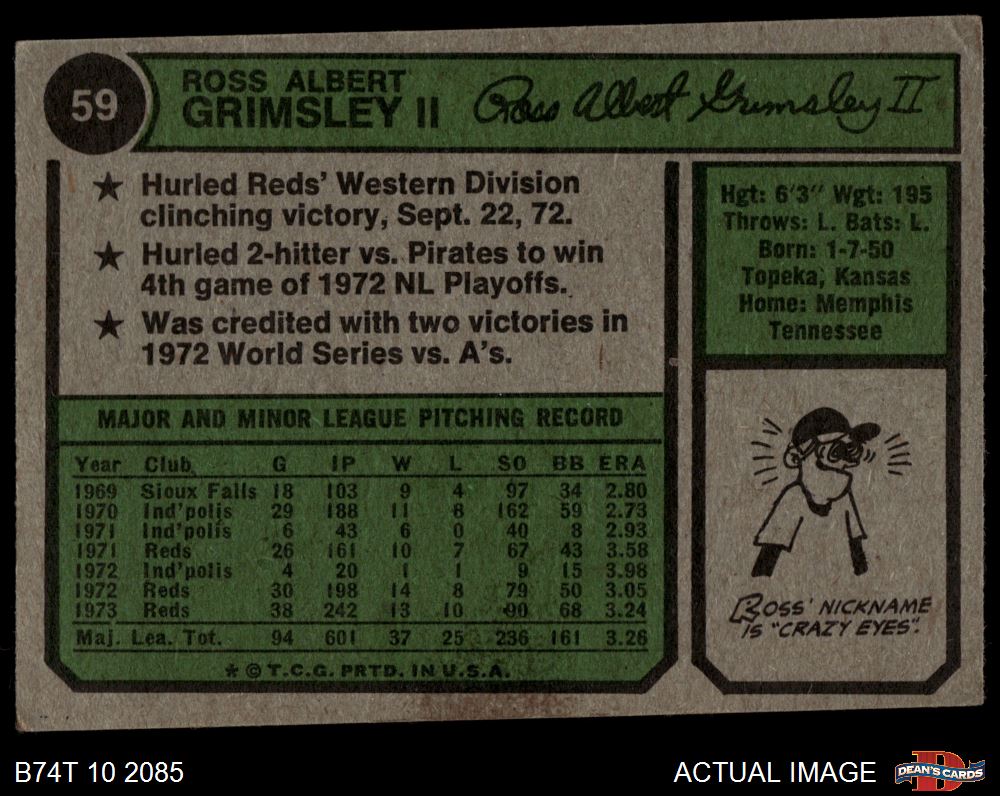 59
ROSS ALBERT
GRIMSLEY II
Ross Albert Grimsley II
★ Hurled Reds' Western Division
clinching victory, Sept. 22, 72.
★ Hurled 2-hitter vs. Pirates to win
4th game of 1972 NL Playoffs.
★ Was credited with two victories in
1972 World Series vs. A's.
Hgt: 6'3" Wgt: 195
Throws: L. Bats: L.
Born: 1-7-50
Topeka, Kansas
Home: Memphis
Tennessee
MAJOR AND MINOR LEAGUE PITCHING RECORD
Year Club G IP W L SO BB ERA
1969 Sioux Falls 18 103 9 4 97 34 2.80
1970 Ind'polis 29 188 11 8 162 59 2.73
1971 Ind'polis 6 43 6 0 40 8 2.93
1971 Reds 26 161 10 7 67 43 3.58
1972 Ind'polis 4 20 1 1 9 15 3.98
1972 Reds 30 198 14 8 79 50 3.05
1973 Reds 38 242 13 10 90 68 3.24
Maj. Lea. Tot. 94 601 37 25 236 161 3.26
* © T.C.G. PRTD. IN U.S.A.
ROSS' NICKNAME
IS "CRAZY EYES".
B74T 10 2085
ACTUAL IMAGE
DEAN'S CARDS